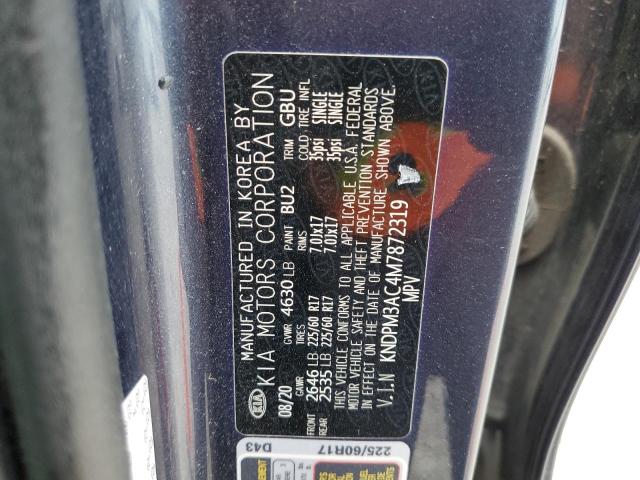 MANUFACTURED IN KOREA BY
KIA KIA MOTORS CORPORATION
08/20 GVWR 4630 LB PAINT BU2 TRIM GBU
GAWR TIRES RIMS COLD TIRE INFL
FRONT 2646 LB 225/60 R17 7.0Jx17 35psi SINGLE
REAR 2535 LB 225/60 R17 7.0Jx17 35psi SINGLE
THIS VEHICLE CONFORMS TO ALL APPLICABLE U.S.A. FEDERAL
MOTOR VEHICLE SAFETY AND THEFT PREVENTION STANDARDS
IN EFFECT ON THE DATE OF MANUFACTURE SHOWN ABOVE.
V.I.N KNDPM3AC4M7872319
MPV
D43
225/60R17